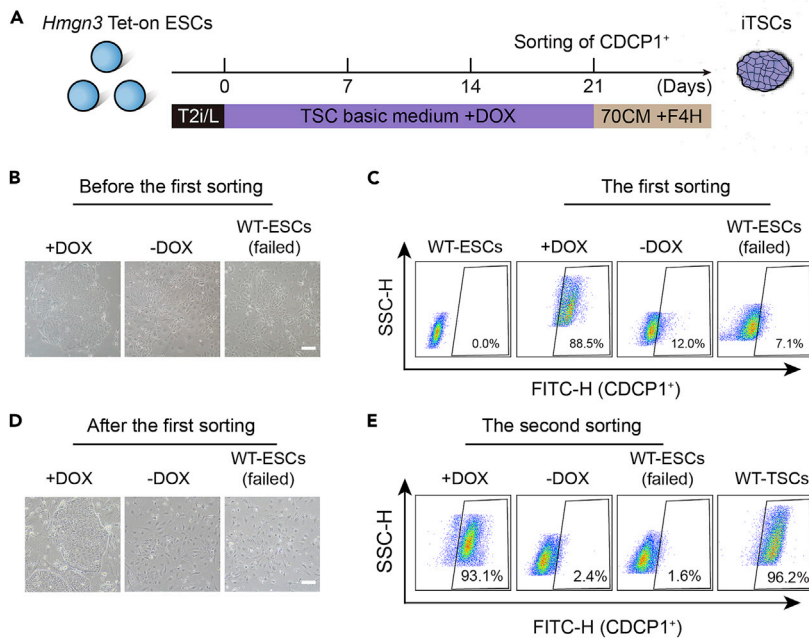 A
Hmgn3 Tet-on ESCs
Sorting of CDCP1⁺
iTSCs
0 7 14 21 (Days)
T2i/L TSC basic medium +DOX 70CM +F4H
B
Before the first sorting
+DOX -DOX WT-ESCs
(failed)
C
The first sorting
WT-ESCs +DOX -DOX WT-ESCs
(failed)
SSC-H
0.0% 88.5% 12.0% 7.1%
FITC-H (CDCP1⁺)
D
After the first sorting
+DOX -DOX WT-ESCs
(failed)
E
The second sorting
+DOX -DOX WT-ESCs
(failed) WT-TSCs
SSC-H
93.1% 2.4% 1.6% 96.2%
FITC-H (CDCP1⁺)